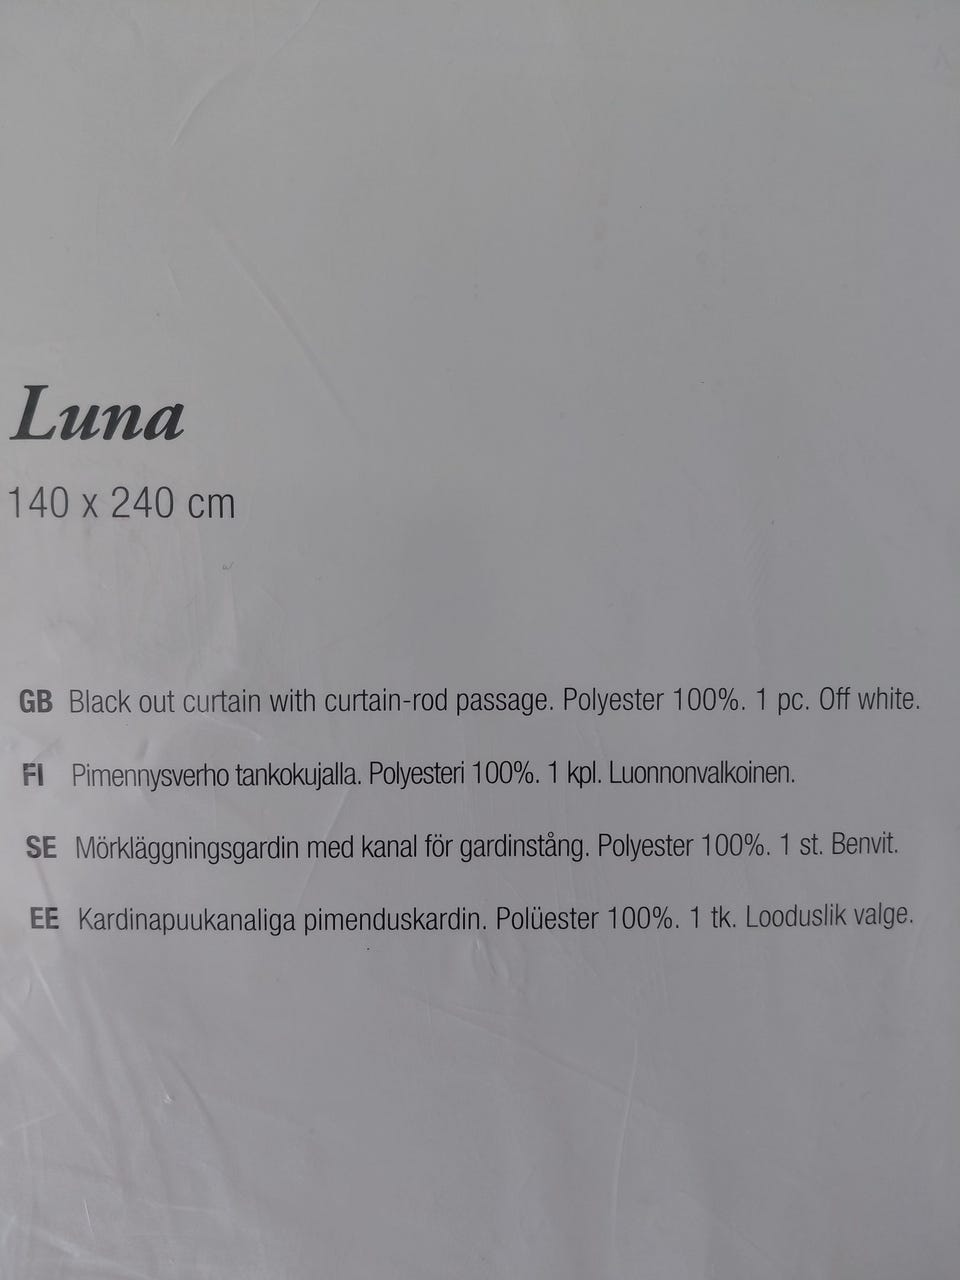 Luna
140 x 240 cm
GB Black out curtain with curtain-rod passage. Polyester 100%. 1 pc. Off white.
FI Pimennysverho tankokujalla. Polyesteri 100%. 1 kpl. Luonnonvalkoinen.
SE Mörkläggningsgardin med kanal för gardinstång. Polyester 100%. 1 st. Benvit.
EE Kardinapuukanaliga pimenduskardin. Polüester 100%. 1 tk. Looduslik valge.